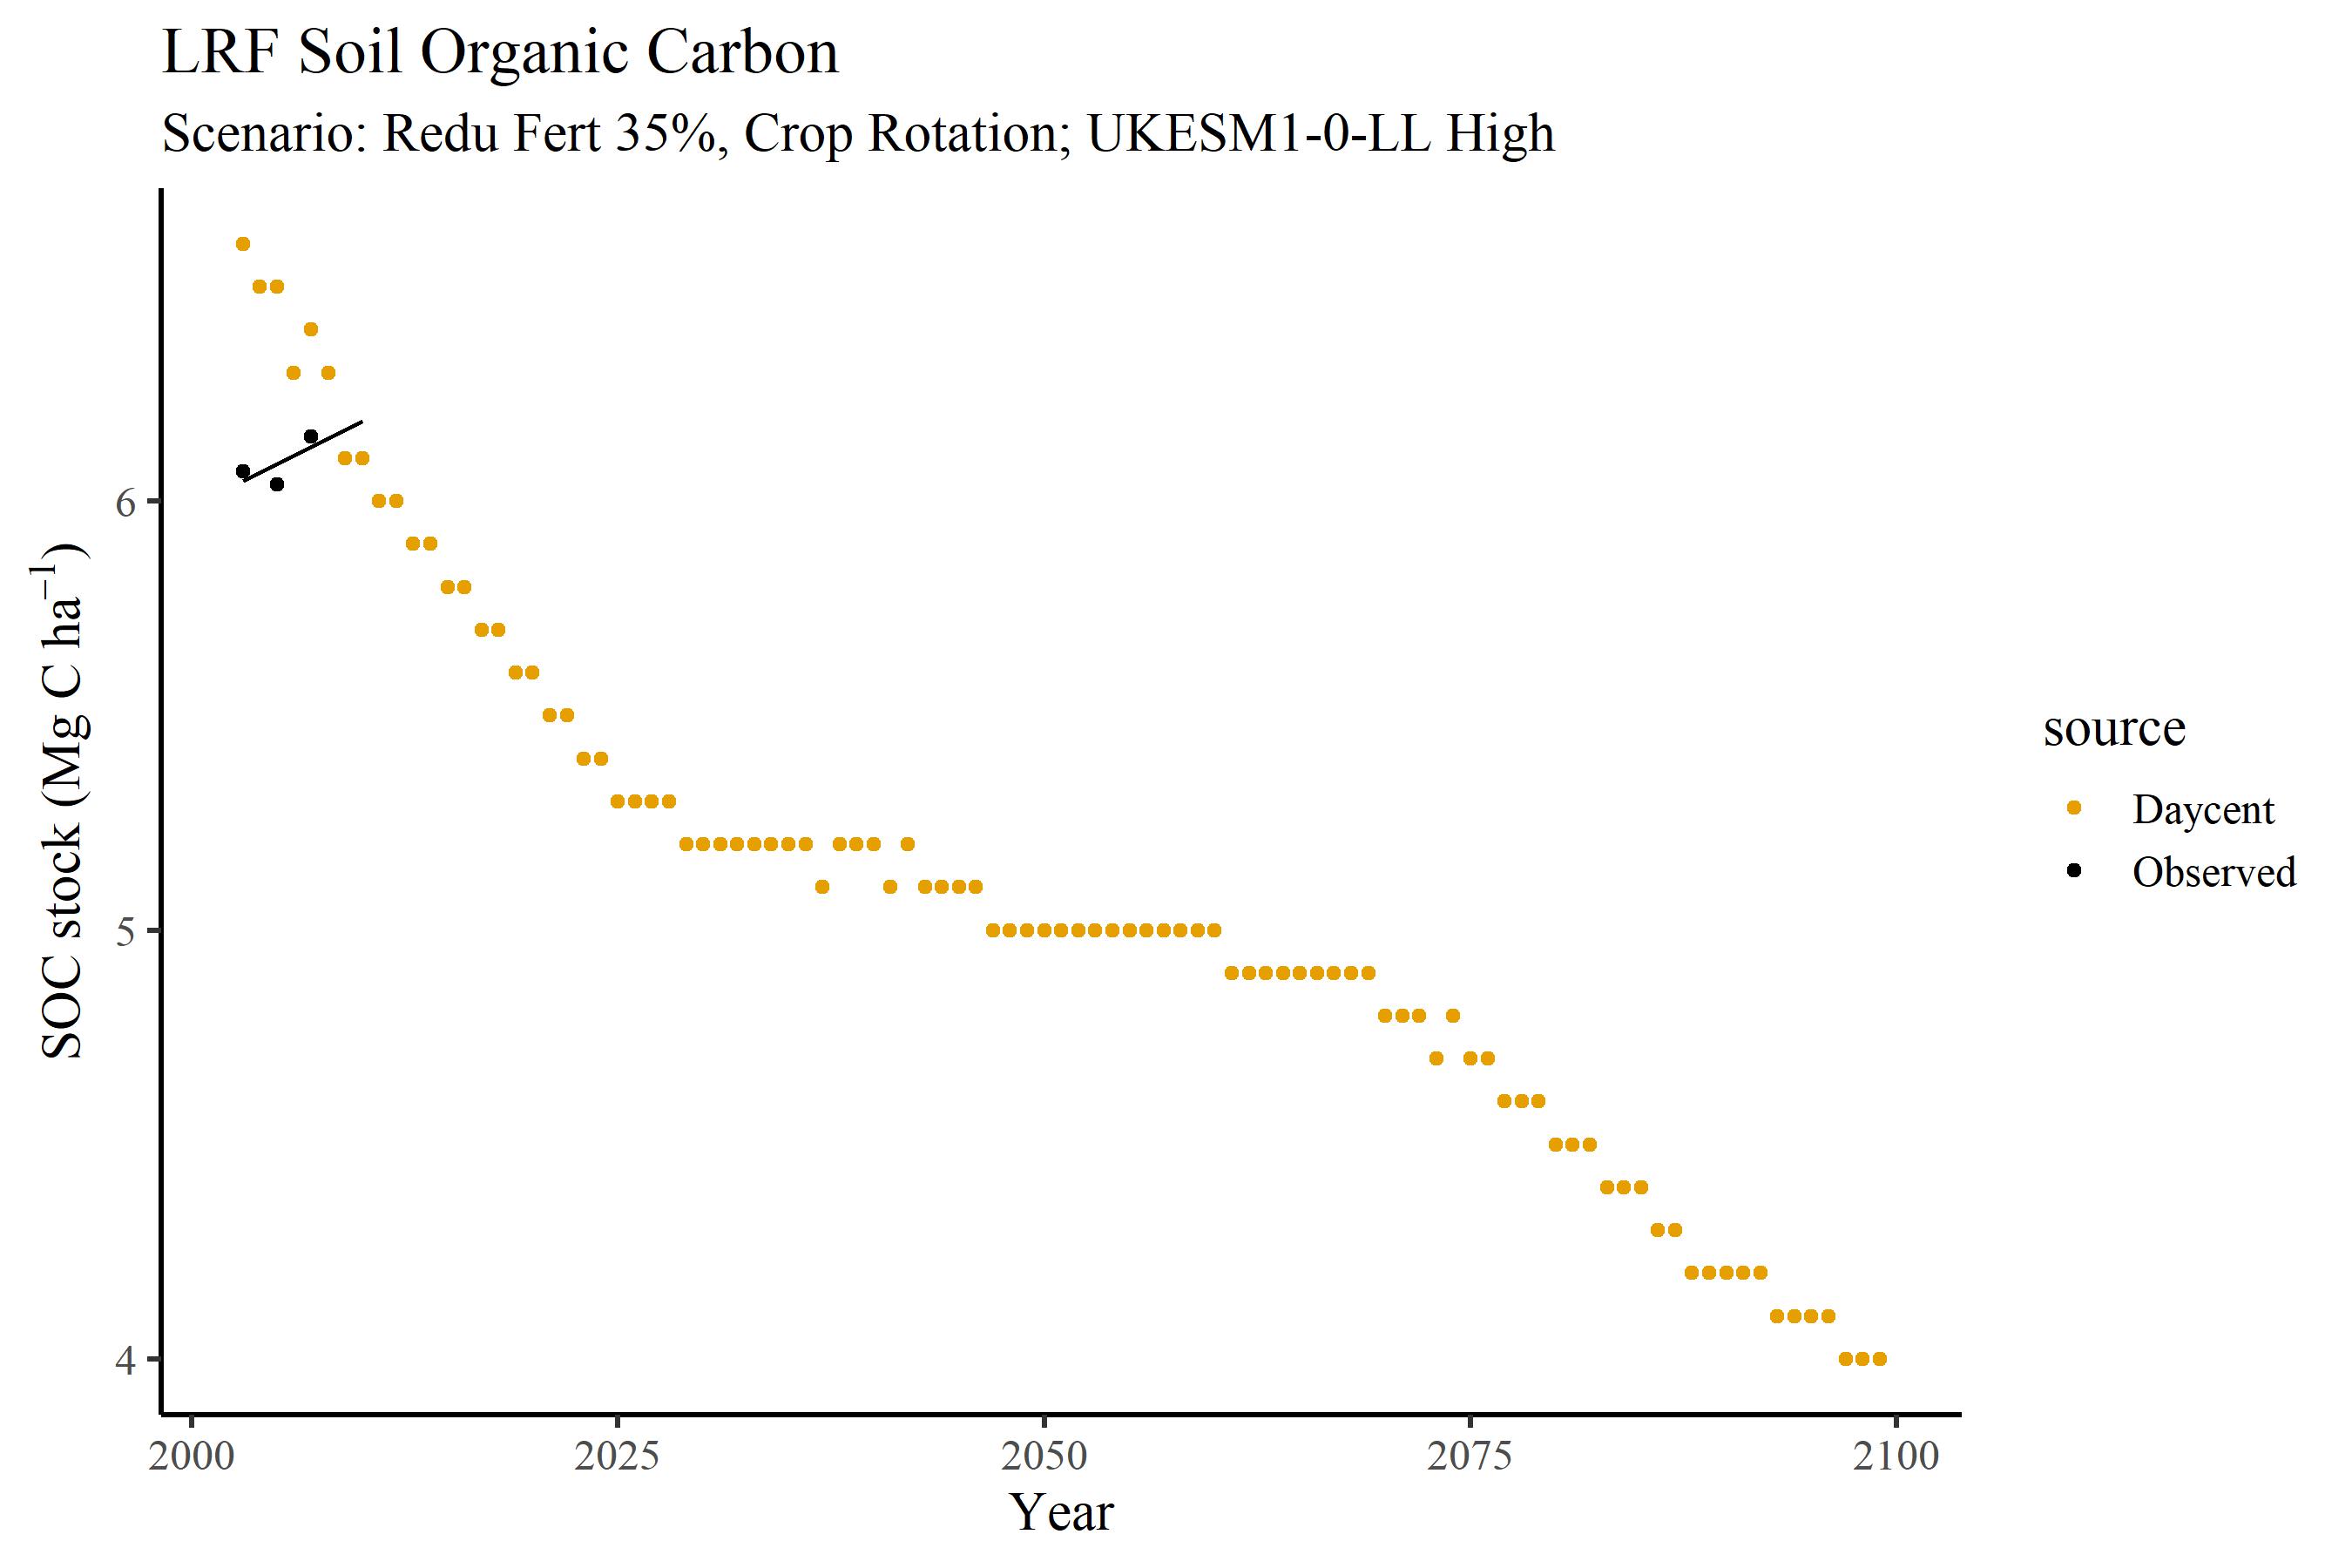 LRF Soil Organic Carbon
Scenario: Redu Fert 35%, Crop Rotation; UKESM1-0-LL High
SOC stock (Mg C ha⁻¹)
6
5
4
2000 2025 2050 2075 2100
Year
source
Daycent
Observed